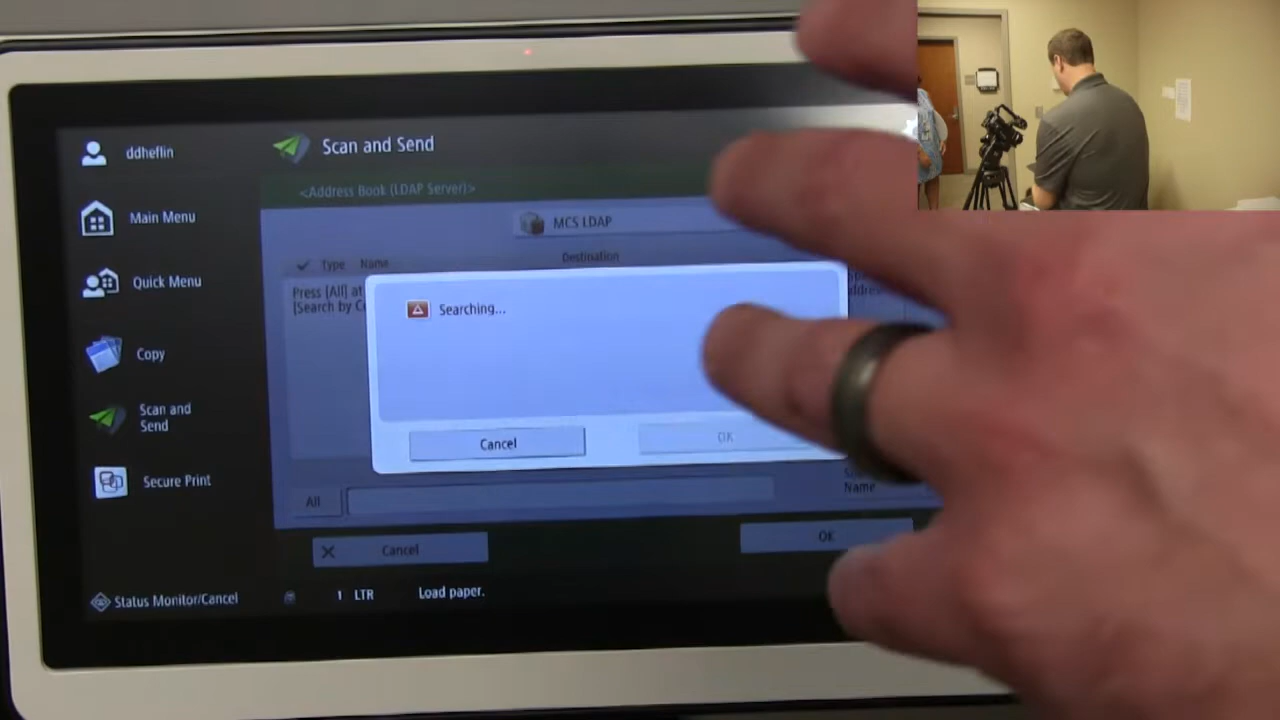 ddheflin
Scan and Send
<Address Book (LDAP Server)>
Main Menu
MCS LDAP
Type Name
Destination
Press [All] at
[Search by
Searching...
Quick Menu
Copy
Scan and
Send
Cancel
OK
Secure Print
All
Name
Cancel
OK
Status Monitor/Cancel
1 LTR
Load paper.